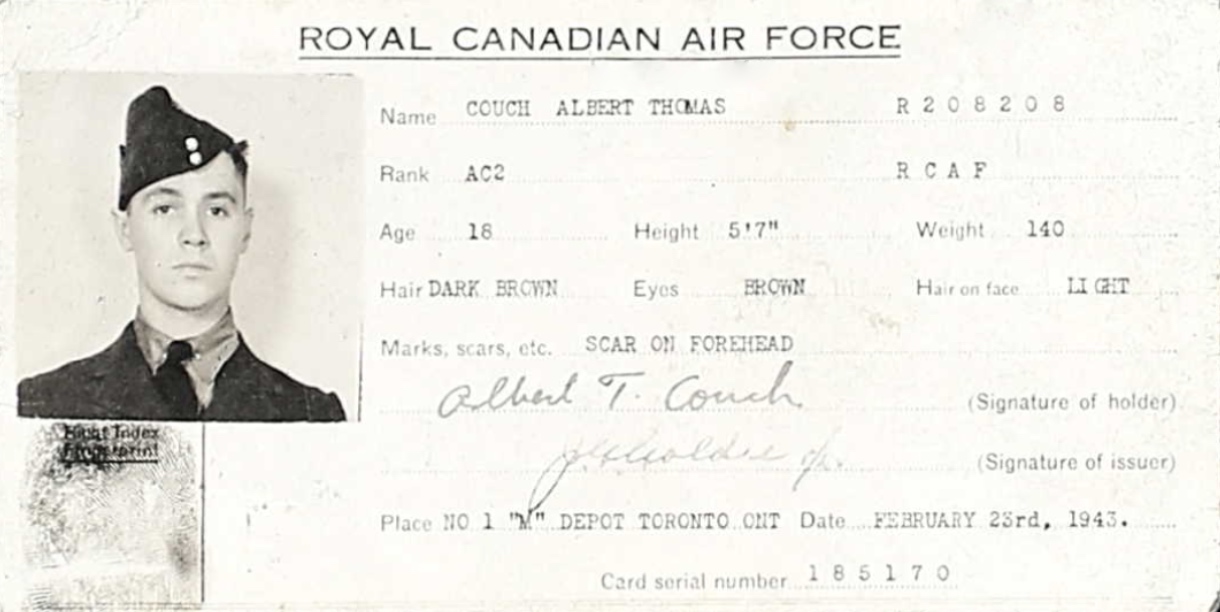 ROYAL CANADIAN AIR FORCE
Name COUCH ALBERT THOMAS R208208
Rank AC2 RCAF
Age 18 Height 5'7" Weight 140
Hair DARK BROWN Eyes BROWN Hair on face LIGHT
Marks, scars, etc. SCAR ON FOREHEAD
Albert T. Couch (Signature of holder)
(Signature of issuer)
Right Index
Fingerprint
Place NO 1 "M" DEPOT TORONTO ONT Date FEBRUARY 23rd, 1943.
Card serial number 185170